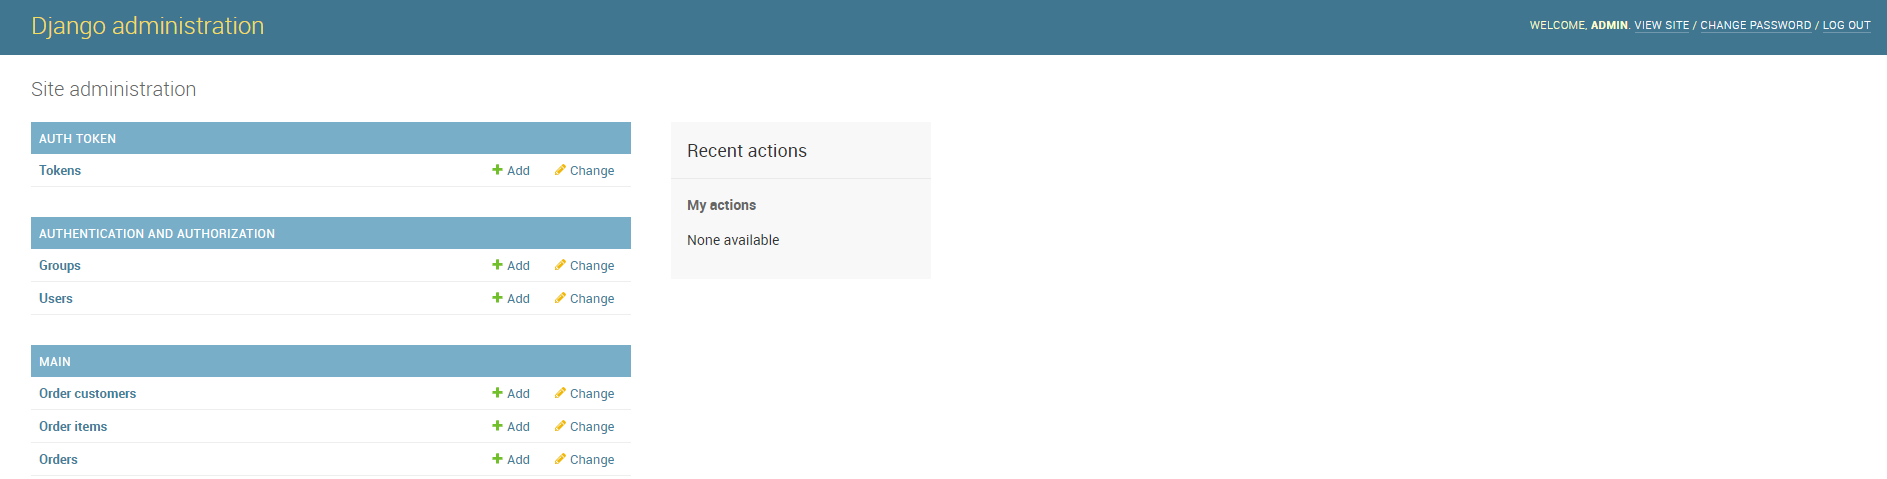 Django administration
WELCOME, ADMIN. VIEW SITE / CHANGE PASSWORD / LOG OUT
Site administration
AUTH TOKEN
Tokens Add Change
AUTHENTICATION AND AUTHORIZATION
Groups Add Change
Users Add Change
MAIN
Order customers Add Change
Order items Add Change
Orders Add Change
Recent actions
My actions
None available